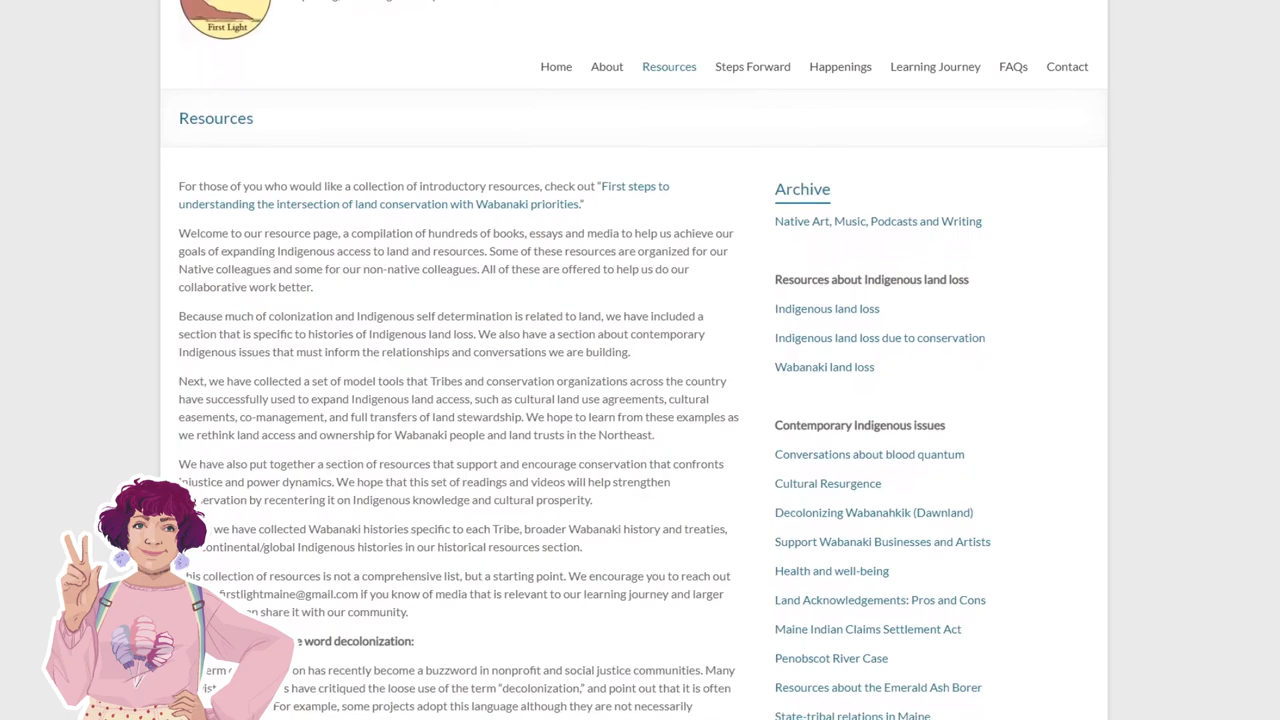 First Light
Home About Resources Steps Forward Happenings Learning Journey FAQs Contact
Resources
For those of you who would like a collection of introductory resources, check out “First steps to
understanding the intersection of land conservation with Wabanaki priorities.”
Welcome to our resource page, a compilation of hundreds of books, essays and media to help us achieve our
goals of expanding Indigenous access to land and resources. Some of these resources are organized for our
Native colleagues and some for our non-native colleagues. All of these are offered to help us do our
collaborative work better.
Because much of colonization and Indigenous self determination is related to land, we have included a
section that is specific to histories of Indigenous land loss. We also have a section about contemporary
Indigenous issues that must inform the relationships and conversations we are building.
Next, we have collected a set of model tools that Tribes and conservation organizations across the country
have successfully used to expand Indigenous land access, such as cultural land use agreements, cultural
easements, co-management, and full transfers of land stewardship. We hope to learn from these examples as
we rethink land access and ownership for Wabanaki people and land trusts in the Northeast.
We have also put together a section of resources that support and encourage conservation that confronts
injustice and power dynamics. We hope that this set of readings and videos will help strengthen
servation by recentering it on Indigenous knowledge and cultural prosperity.
we have collected Wabanaki histories specific to each Tribe, broader Wabanaki history and treaties,
continental/global Indigenous histories in our historical resources section.
his collection of resources is not a comprehensive list, but a starting point. We encourage you to reach out
firstlightmaine@gmail.com if you know of media that is relevant to our learning journey and larger
an share it with our community.
e word decolonization:
erm on has recently become a buzzword in nonprofit and social justice communities. Many
s have critiqued the loose use of the term “decolonization,” and point out that it is often
For example, some projects adopt this language although they are not necessarily
Archive
Native Art, Music, Podcasts and Writing
Resources about Indigenous land loss
Indigenous land loss
Indigenous land loss due to conservation
Wabanaki land loss
Contemporary Indigenous issues
Conversations about blood quantum
Cultural Resurgence
Decolonizing Wabanahkik (Dawnland)
Support Wabanaki Businesses and Artists
Health and well-being
Land Acknowledgements: Pros and Cons
Maine Indian Claims Settlement Act
Penobscot River Case
Resources about the Emerald Ash Borer
State-tribal relations in Maine